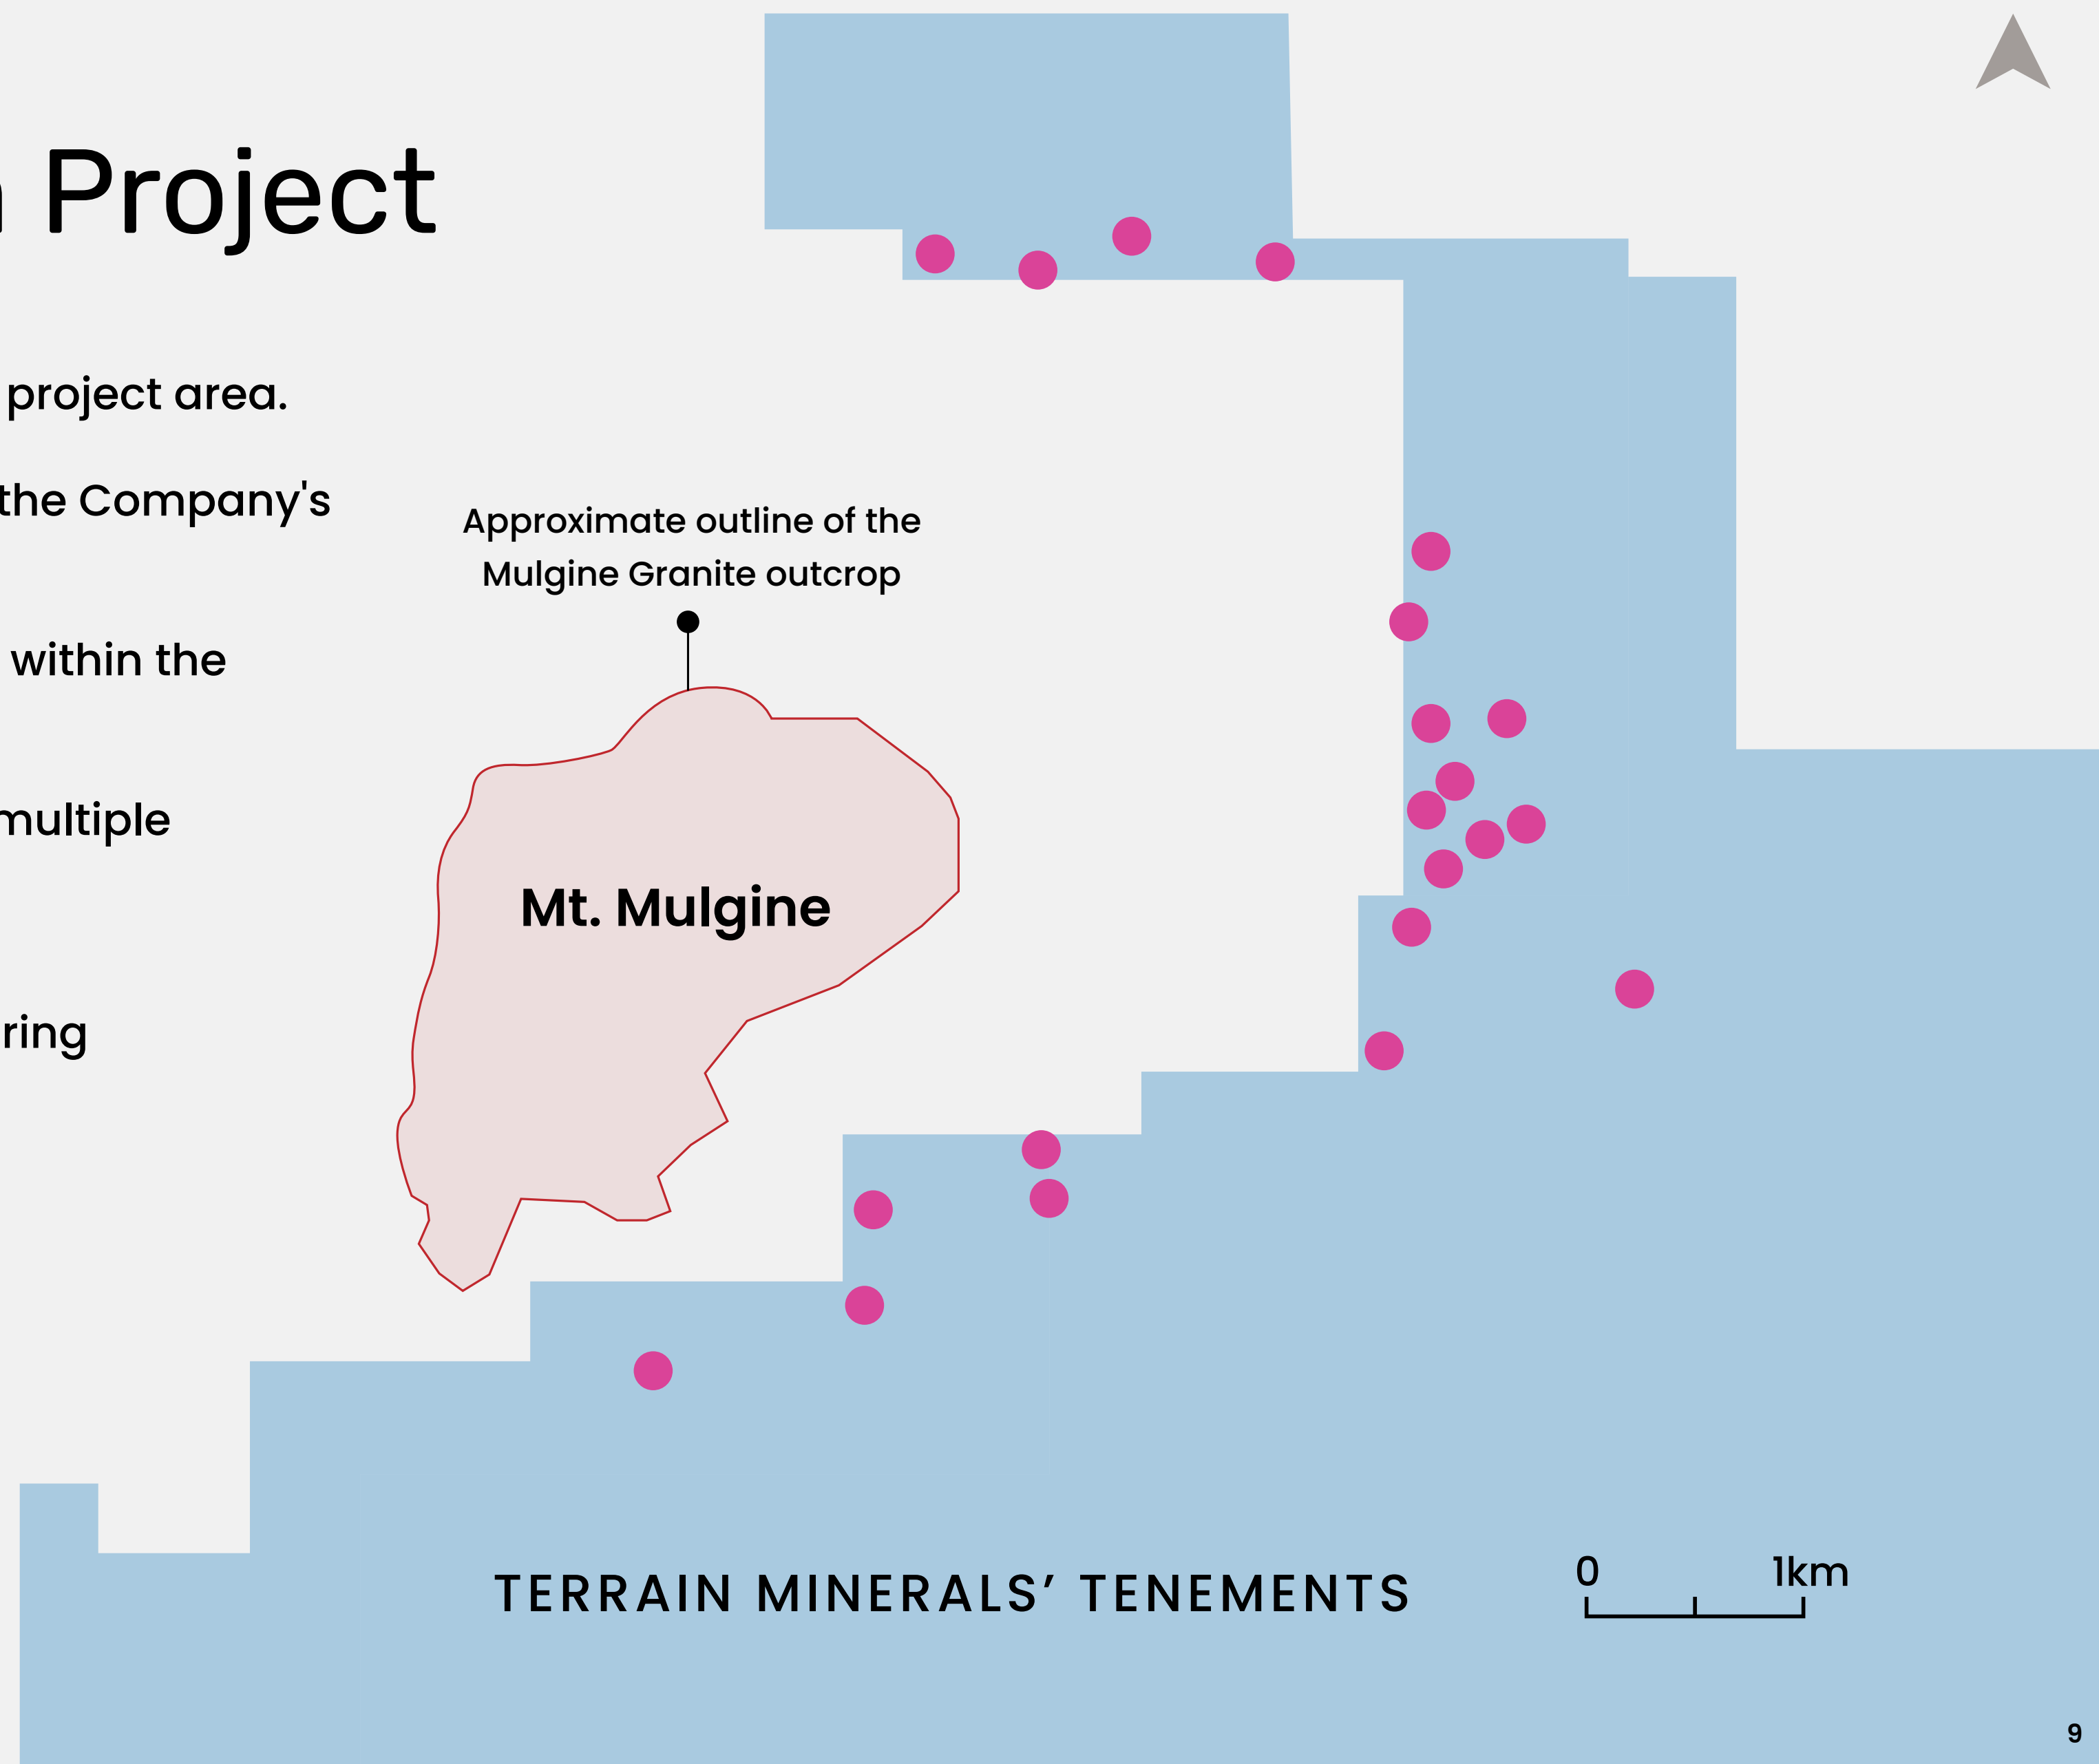 Project
project area.
the Company's
within the
multiple
Approximate outline of the
Mulgine Granite outcrop
Mt. Mulgine
TERRAIN MINERALS’ TENEMENTS
0 1km
9